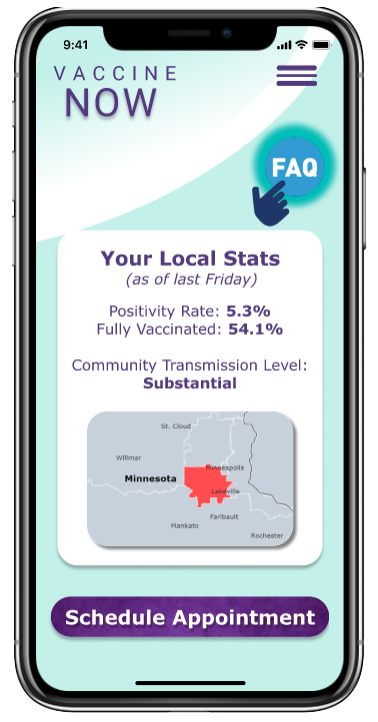 9:41
VACCINE
NOW
FAQ
Your Local Stats
(as of last Friday)
Positivity Rate: 5.3%
Fully Vaccinated: 54.1%
Community Transmission Level:
Substantial
St. Cloud
Willmar
Minneapolis
Minnesota
Lakeville
Faribault
Mankato
Rochester
Schedule Appointment